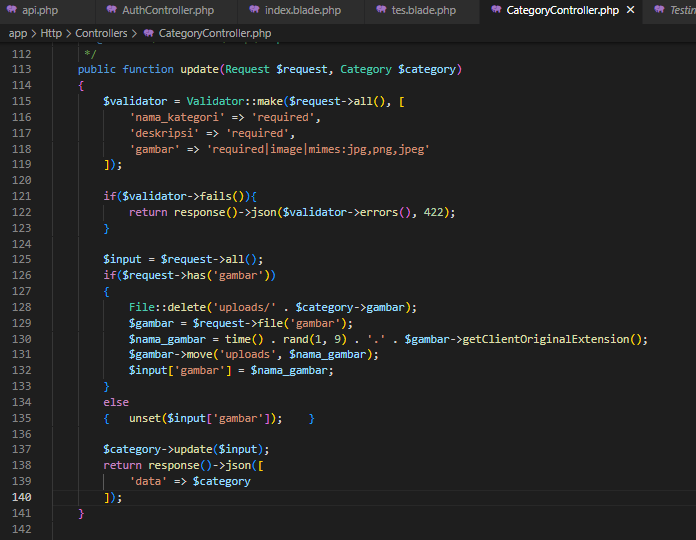 api.php AuthController.php index.blade.php tes.blade.php CategoryController.php Testin
app > Http > Controllers > CategoryController.php
112 */
113 public function update(Request $request, Category $category)
114 {
115 $validator = Validator::make($request->all(), [
116 'nama_kategori' => 'required',
117 'deskripsi' => 'required',
118 'gambar' => 'required|image|mimes:jpg,png,jpeg'
119 ]);
120
121 if($validator->fails()){
122 return response()->json($validator->errors(), 422);
123 }
124
125 $input = $request->all();
126 if($request->has('gambar'))
127 {
128 File::delete('uploads/' . $category->gambar);
129 $gambar = $request->file('gambar');
130 $nama_gambar = time() . rand(1, 9) . '.' . $gambar->getClientOriginalExtension();
131 $gambar->move('uploads', $nama_gambar);
132 $input['gambar'] = $nama_gambar;
133 }
134 else
135 { unset($input['gambar']); }
136
137 $category->update($input);
138 return response()->json([
139 'data' => $category
140 ]);
141 }
142